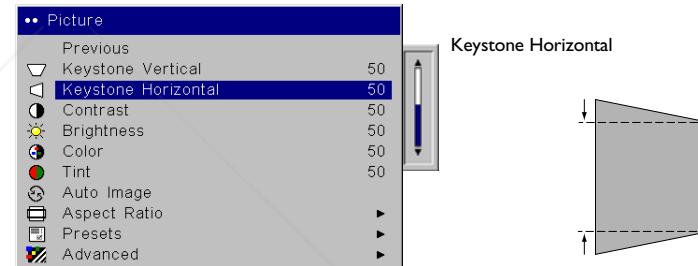 •• Picture
Previous
Keystone Vertical 50
Keystone Horizontal 50
Contrast 50
Brightness 50
Color 50
Tint 50
Auto Image
Aspect Ratio
Presets
Advanced
Keystone Horizontal